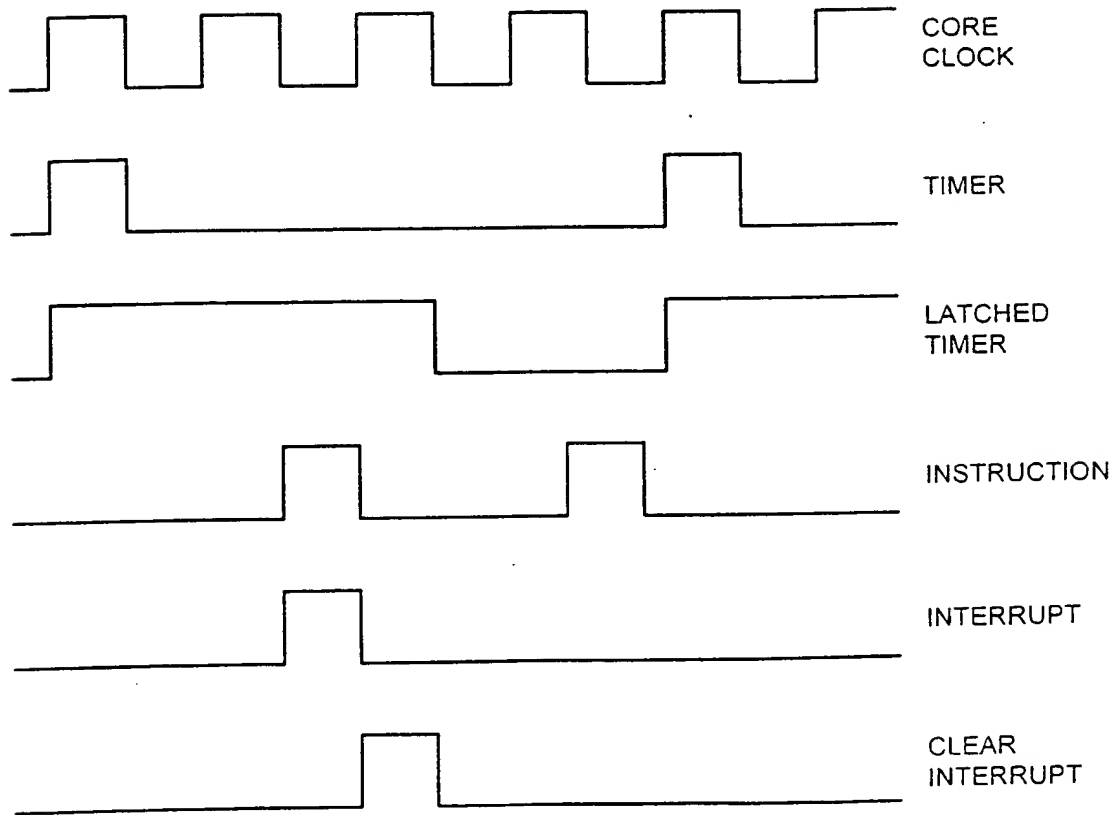 CORE
CLOCK
TIMER
LATCHED
TIMER
INSTRUCTION
INTERRUPT
CLEAR
INTERRUPT